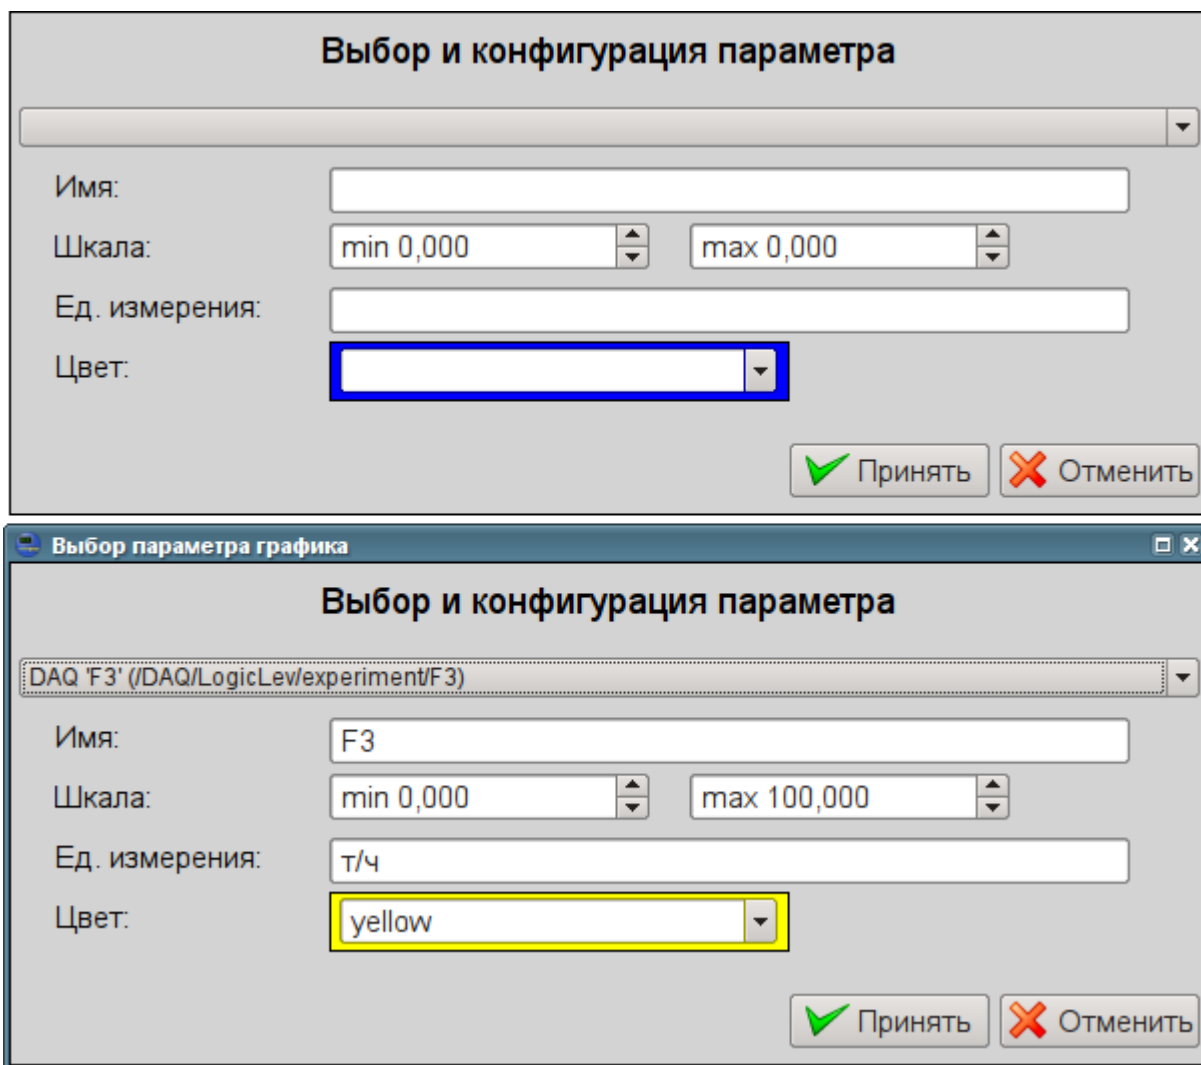 Выбор и конфигурация параметра
Имя:
Шкала: min 0,000 max 0,000
Ед. измерения:
Цвет:
Принять Отменить
Выбор параметра графика
Выбор и конфигурация параметра
DAQ 'F3' (/DAQ/LogicLev/experiment/F3)
Имя: F3
Шкала: min 0,000 max 100,000
Ед. измерения: т/ч
Цвет: yellow
Принять Отменить